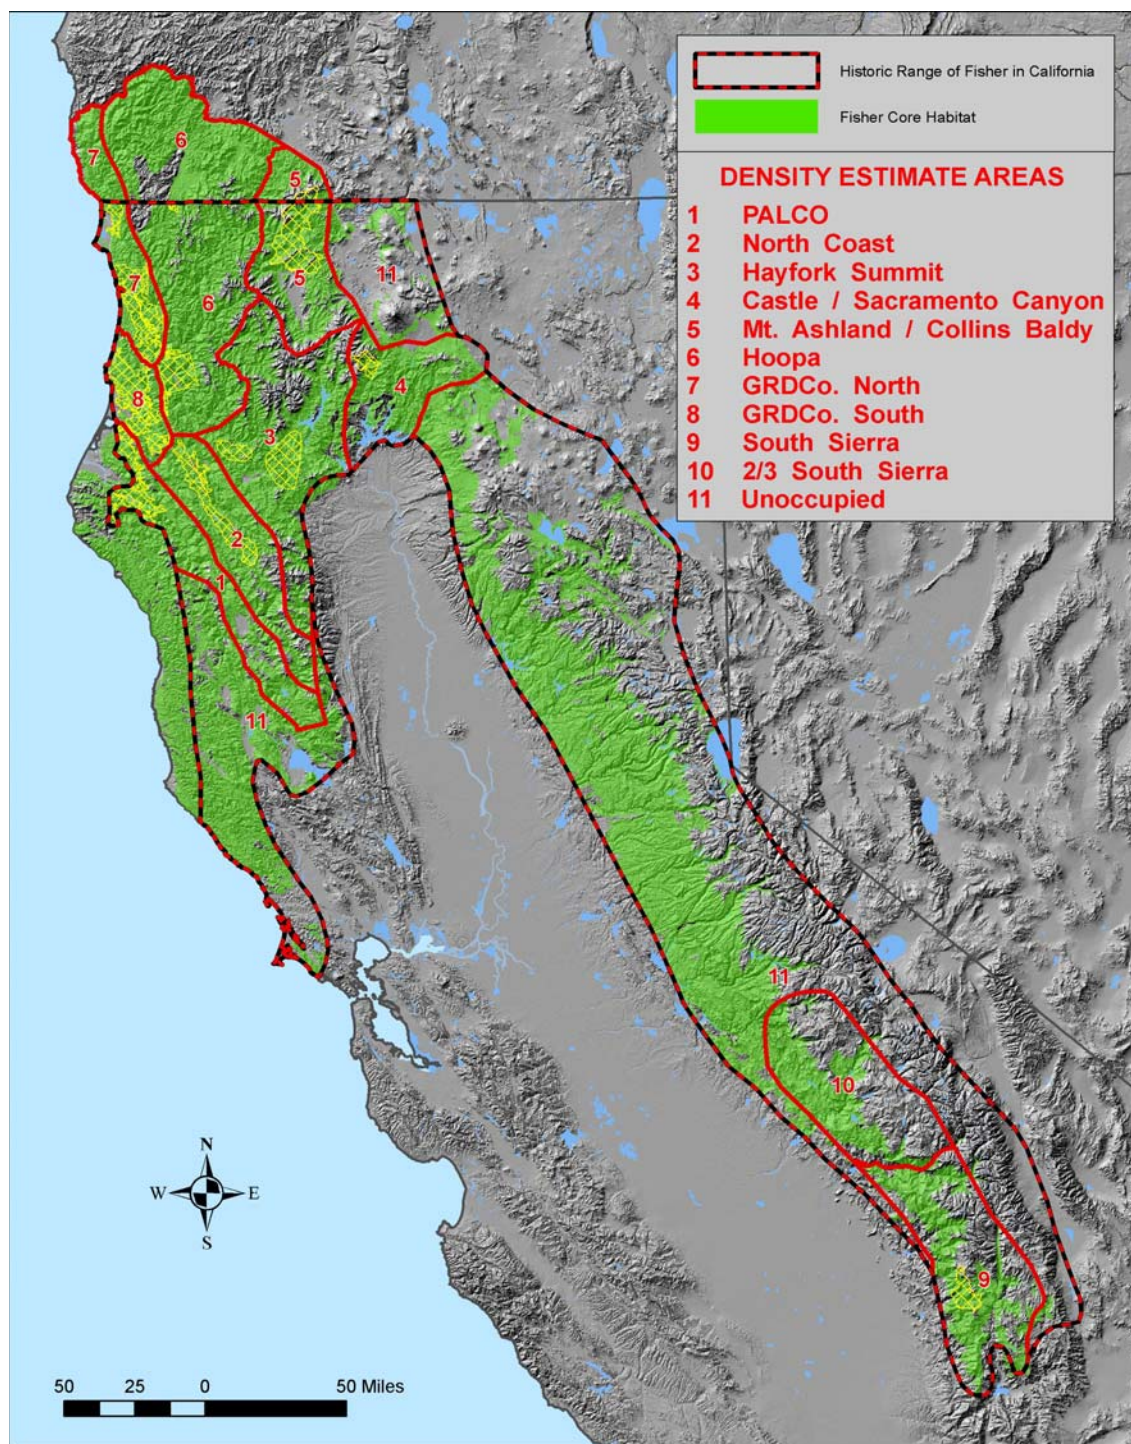 Historic Range of Fisher in California
Fisher Core Habitat
DENSITY ESTIMATE AREAS
1 PALCO
2 North Coast
3 Hayfork Summit
4 Castle / Sacramento Canyon
5 Mt. Ashland / Collins Baldy
6 Hoopa
7 GRDCo. North
8 GRDCo. South
9 South Sierra
10 2/3 South Sierra
11 Unoccupied
6
7
5
11
7
5
6
4
8
3
2
1
11
11
10
9
N
W E
S
50 25 0 50 Miles